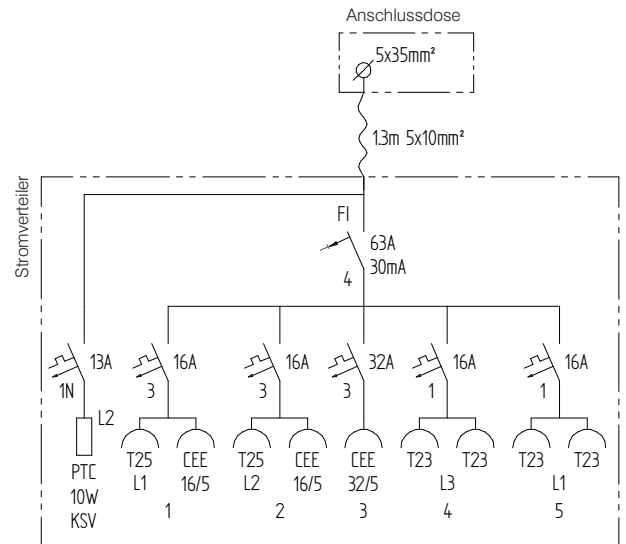 Anschlussdose
5x35mm²
1.3m 5x10mm²
Stromverteiler
FI
63A
30mA
4
13A
16A
16A
32A
16A
16A
1N
3
3
3
1
1
L2
PTC
10W
KSV
T25
L1
CEE
16/5
T25
L2
CEE
16/5
CEE
32/5
T23
T23
L3
T23
T23
L1
1
2
3
4
5